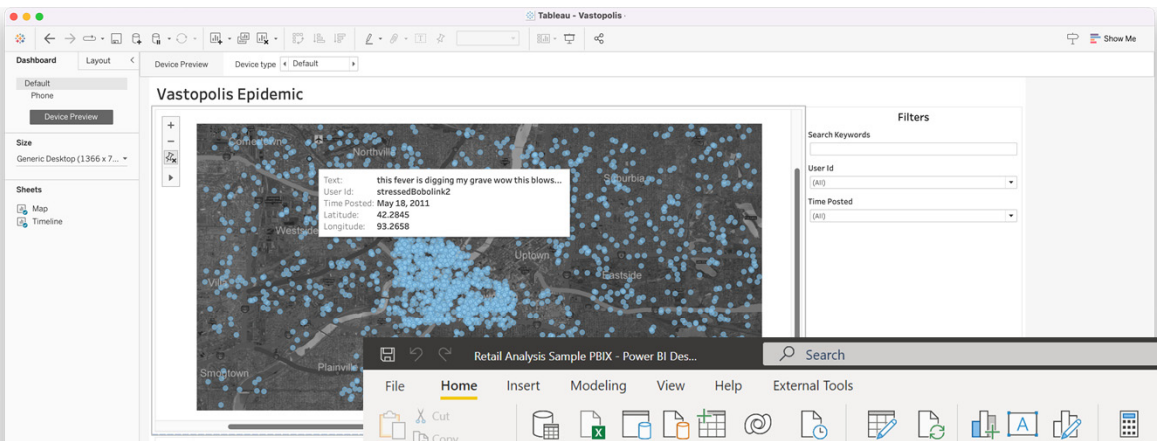 Tableau - Vastopolis
Show Me
Dashboard
Layout
Device Preview
Device type
Default
Default
Phone
Device Preview
Size
Generic Desktop (1366 x 7...
Sheets
Map
Timeline
Vastopolis Epidemic
Cornertown
Northville
Suburbia
Westside
Uptown
Eastside
Vill
Plainville
Smogtown
Text: this fever is digging my grave wow this blows...
User Id: stressedBobolink2
Time Posted: May 18, 2011
Latitude: 42.2845
Longitude: 93.2658
Filters
Search Keywords
User Id
(All)
Time Posted
(All)
Retail Analysis Sample PBIX - Power BI Des...
Search
File Home Insert Modeling View Help External Tools
Cut
Copy